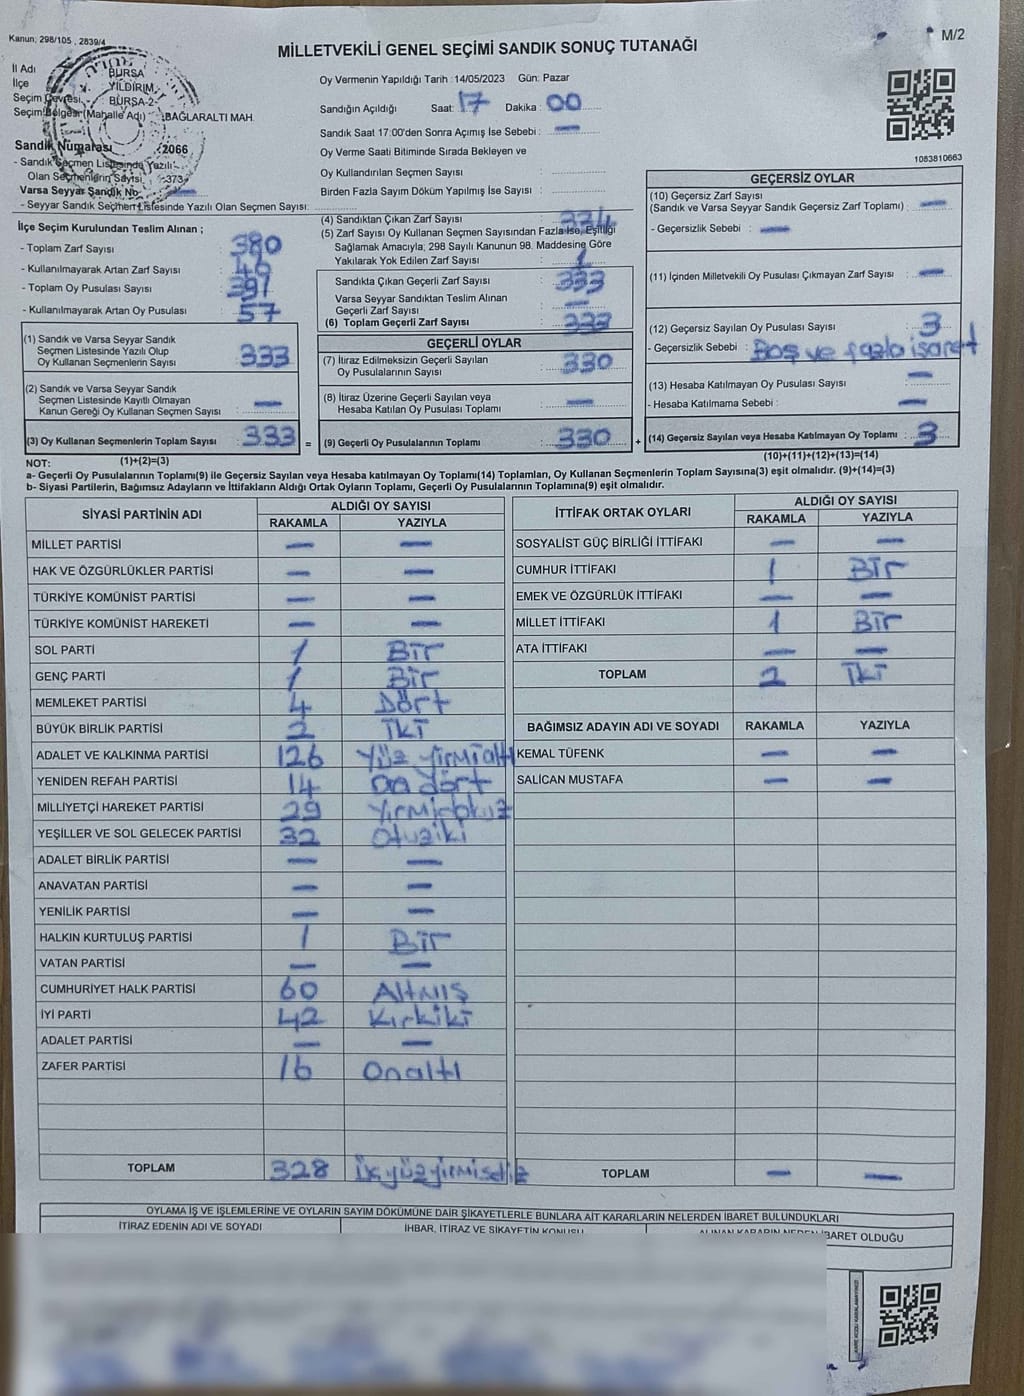 Kanun; 298/105 , 2839/4
M/2
MİLLETVEKİLİ GENEL SEÇİMİ SANDIK SONUÇ TUTANAĞI
İl Adı : BURSA
İlçe : YILDIRIM
Seçim Çevresi : BURSA-2
Seçim Bölgesi (Mahalle Adı) : BAĞLARALTI MAH.
Sandık Numarası : 2066
- Sandık Seçmen Listesinde Yazılı
Olan Seçmenlerin Sayısı : 373
Varsa Seyyar Sandık No : —
- Seyyar Sandık Seçmen Listesinde Yazılı Olan Seçmen Sayısı:
Oy Vermenin Yapıldığı Tarih : 14/05/2023 Gün: Pazar
Sandığın Açıldığı Saat: 17 Dakika : 00
Sandık Saat 17:00'den Sonra Açımış İse Sebebi : —
Oy Verme Saati Bitiminde Sırada Bekleyen ve
Oy Kullandırılan Seçmen Sayısı :
Birden Fazla Sayım Döküm Yapılmış İse Sayısı :
1083810663
İlçe Seçim Kurulundan Teslim Alınan ;
- Toplam Zarf Sayısı : 380
- Kullanılmayarak Artan Zarf Sayısı : 46
- Toplam Oy Pusulası Sayısı : 391
- Kullanılmayarak Artan Oy Pusulası : 57
(1) Sandık ve Varsa Seyyar Sandık
Seçmen Listesinde Yazılı Olup
Oy Kullanan Seçmenlerin Sayısı : 333
(2) Sandık ve Varsa Seyyar Sandık
Seçmen Listesinde Kayıtlı Olmayan
Kanun Gereği Oy Kullanan Seçmen Sayısı : —
(3) Oy Kullanan Seçmenlerin Toplam Sayısı : 333 =
(4) Sandıktan Çıkan Zarf Sayısı : 334
(5) Zarf Sayısı Oy Kullanan Seçmen Sayısından Fazla İse, Eşitliği
Sağlamak Amacıyla; 298 Sayılı Kanunun 98. Maddesine Göre
Yakılarak Yok Edilen Zarf Sayısı : 1
Sandıkta Çıkan Geçerli Zarf Sayısı : 333
Varsa Seyyar Sandıktan Teslim Alınan
Geçerli Zarf Sayısı : —
(6) Toplam Geçerli Zarf Sayısı : 333
GEÇERLİ OYLAR
(7) İtiraz Edilmeksizin Geçerli Sayılan
Oy Pusulalarının Sayısı : 330
(8) İtiraz Üzerine Geçerli Sayılan veya
Hesaba Katılan Oy Pusulası Toplamı : —
(9) Geçerli Oy Pusulalarının Toplamı : 330 +
GEÇERSİZ OYLAR
(10) Geçersiz Zarf Sayısı
(Sandık ve Varsa Seyyar Sandık Geçersiz Zarf Toplamı) : —
- Geçersizlik Sebebi : —
(11) İçinden Milletvekili Oy Pusulası Çıkmayan Zarf Sayısı : —
(12) Geçersiz Sayılan Oy Pusulası Sayısı : 3
- Geçersizlik Sebebi : Boş ve fazla işaret
(13) Hesaba Katılmayan Oy Pusulası Sayısı : —
- Hesaba Katılmama Sebebi : —
(14) Geçersiz Sayılan veya Hesaba Katılmayan Oy Toplamı : 3
NOT: (1)+(2)=(3)
(10)+(11)+(12)+(13)=(14)
a- Geçerli Oy Pusulalarının Toplamı(9) ile Geçersiz Sayılan veya Hesaba katılmayan Oy Toplamı(14) Toplamları, Oy Kullanan Seçmenlerin Toplam Sayısına(3) eşit olmalıdır. (9)+(14)=(3)
b- Siyasi Partilerin, Bağımsız Adayların ve İttifakların Aldığı Ortak Oyların Toplamı, Geçerli Oy Pusulalarının Toplamına(9) eşit olmalıdır.
SİYASİ PARTİNİN ADI ALDIĞI OY SAYISI
RAKAMLA YAZIYLA
MİLLET PARTİSİ — —
HAK VE ÖZGÜRLÜKLER PARTİSİ — —
TÜRKİYE KOMÜNİST PARTİSİ — —
TÜRKİYE KOMÜNİST HAREKETİ — —
SOL PARTİ 1 Bir
GENÇ PARTİ 1 Bir
MEMLEKET PARTİSİ 4 Dört
BÜYÜK BİRLİK PARTİSİ 2 İki
ADALET VE KALKINMA PARTİSİ 126 Yüz yirmialtı
YENİDEN REFAH PARTİSİ 14 On dört
MİLLİYETÇİ HAREKET PARTİSİ 29 Yirmidokuz
YEŞİLLER VE SOL GELECEK PARTİSİ 32 Otuziki
ADALET BİRLİK PARTİSİ — —
ANAVATAN PARTİSİ — —
YENİLİK PARTİSİ — —
HALKIN KURTULUŞ PARTİSİ 1 Bir
VATAN PARTİSİ — —
CUMHURİYET HALK PARTİSİ 60 Altmış
İYİ PARTİ 42 Kırkiki
ADALET PARTİSİ — —
ZAFER PARTİSİ 16 Onaltı
TOPLAM 328
İTTİFAK ORTAK OYLARI ALDIĞI OY SAYISI
RAKAMLA YAZIYLA
SOSYALİST GÜÇ BİRLİĞİ İTTİFAKI — —
CUMHUR İTTİFAKI 1 Bir
EMEK VE ÖZGÜRLÜK İTTİFAKI — —
MİLLET İTTİFAKI 1 Bir
ATA İTTİFAKI — —
TOPLAM 2 İki
BAĞIMSIZ ADAYIN ADI VE SOYADI RAKAMLA YAZIYLA
KEMAL TÜFENK — —
SALİCAN MUSTAFA — —
TOPLAM — —
OYLAMA İŞ VE İŞLEMLERİNE VE OYLARIN SAYIM DÖKÜMÜNE DAİR ŞİKAYETLERLE BUNLARA AİT KARARLARIN NELERDEN İBARET BULUNDUKLARI
İTİRAZ EDENİN ADI VE SOYADI
İHBAR, İTİRAZ VE ŞİKAYETİN KONUSU
ALINAN KARARIN NEDEN İBARET OLDUĞU